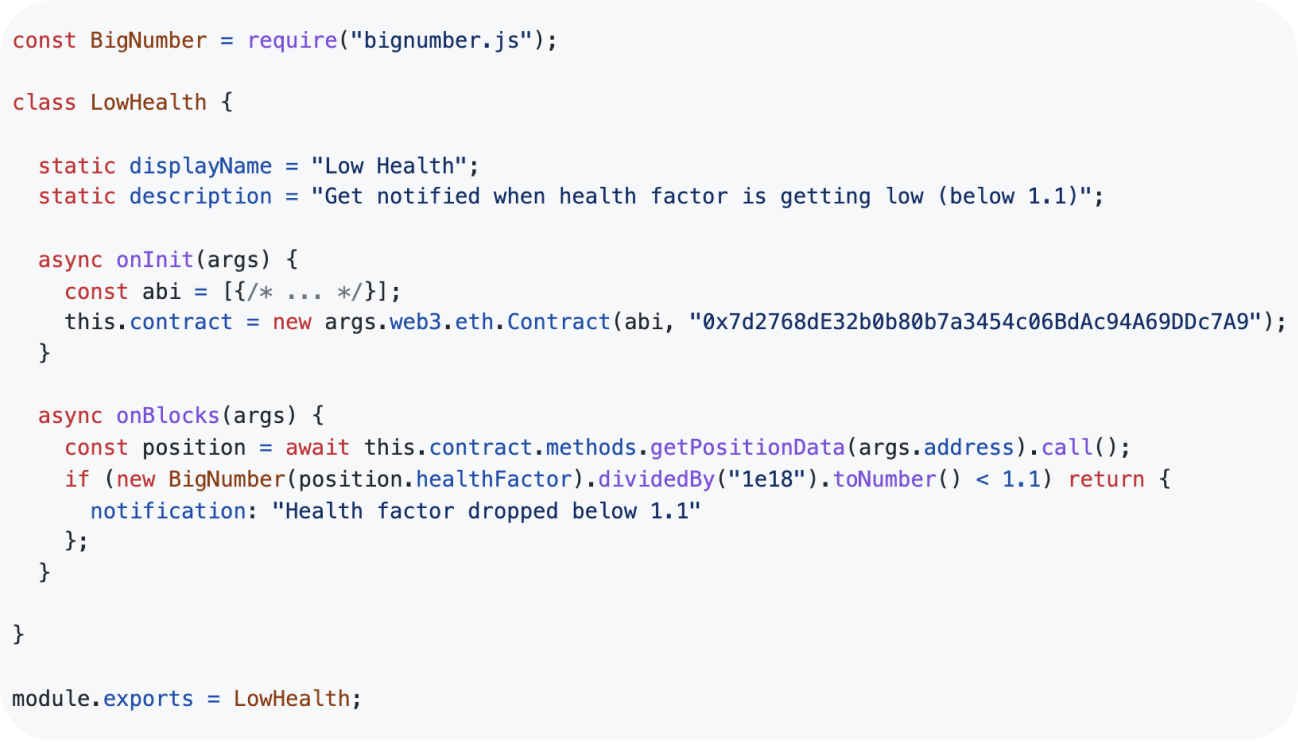 const BigNumber = require("bignumber.js");
class LowHealth {
static displayName = "Low Health";
static description = "Get notified when health factor is getting low (below 1.1)";
async onInit(args) {
const abi = [{/* ... */}];
this.contract = new args.web3.eth.Contract(abi, "0x7d2768dE32b0b80b7a3454c06BdAc94A69DDc7A9");
}
async onBlocks(args) {
const position = await this.contract.methods.getPositionData(args.address).call();
if (new BigNumber(position.healthFactor).dividedBy("1e18").toNumber() < 1.1) return {
notification: "Health factor dropped below 1.1"
};
}
}
module.exports = LowHealth;